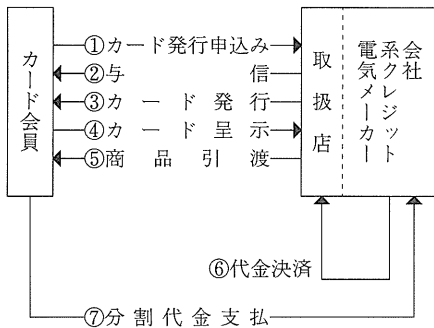 カード会員
①カード発行申込み
②与信
③カード発行
④カード呈示
⑤商品引渡
取扱店
電気メーカー
系クレジット
会社
⑥代金決済
⑦分割代金支払